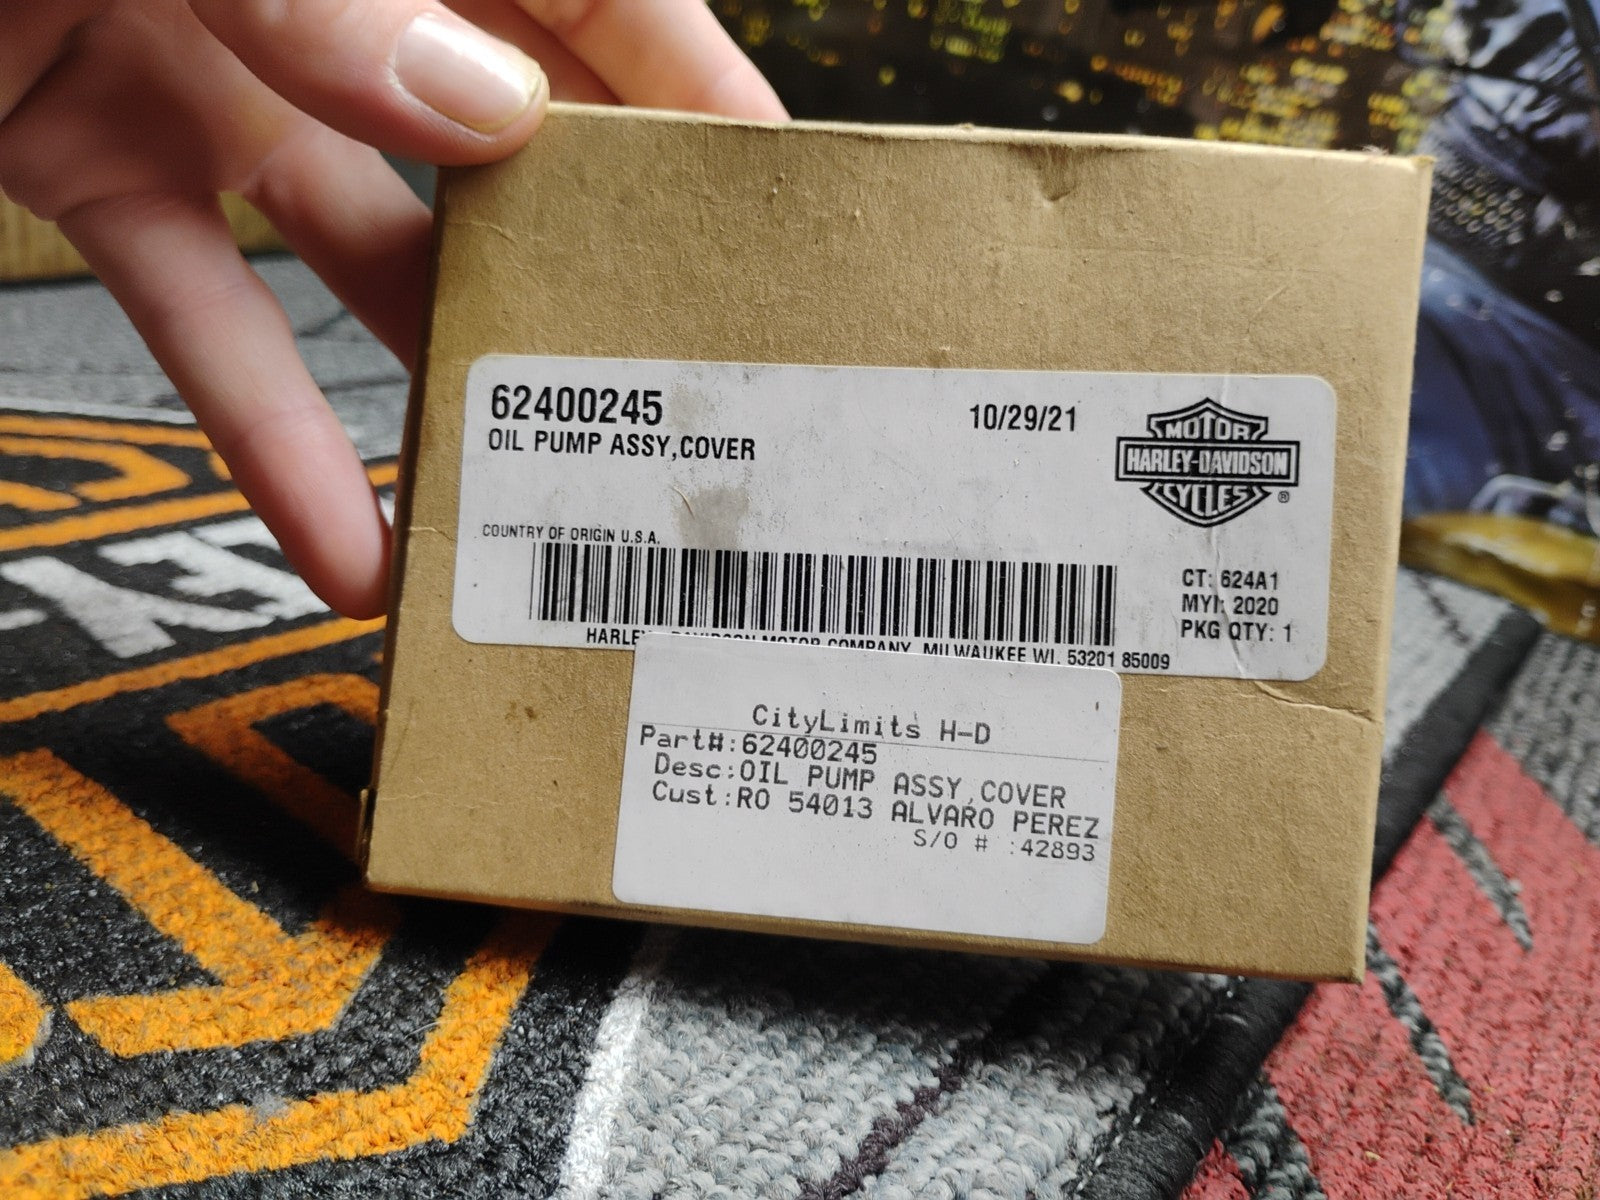 62400245
OIL PUMP ASSY,COVER
10/29/21
MOTOR
HARLEY-DAVIDSON
CYCLES
®
COUNTRY OF ORIGIN U.S.A.
CT: 624A1
MYI: 2020
PKG QTY: 1
HARLEY-DAVIDSON MOTOR COMPANY, MILWAUKEE WI. 53201 85009
CityLimits H-D
Part#:62400245
Desc:OIL PUMP ASSY,COVER
Cust:RO 54013 ALVARO PEREZ
S/O # :42893